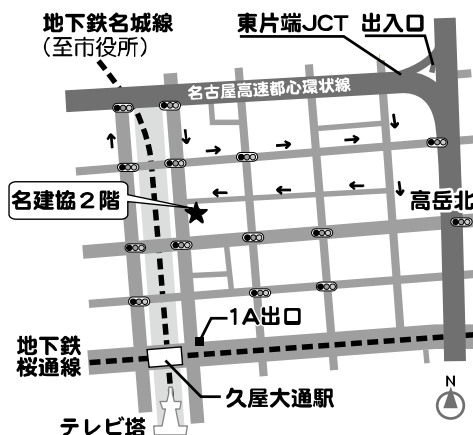 地下鉄名城線
(至市役所)
東片端JCT 出入口
名古屋高速都心環状線
名建協2階
高岳北
1A出口
地下鉄
桜通線
久屋大通駅
テレビ塔
N